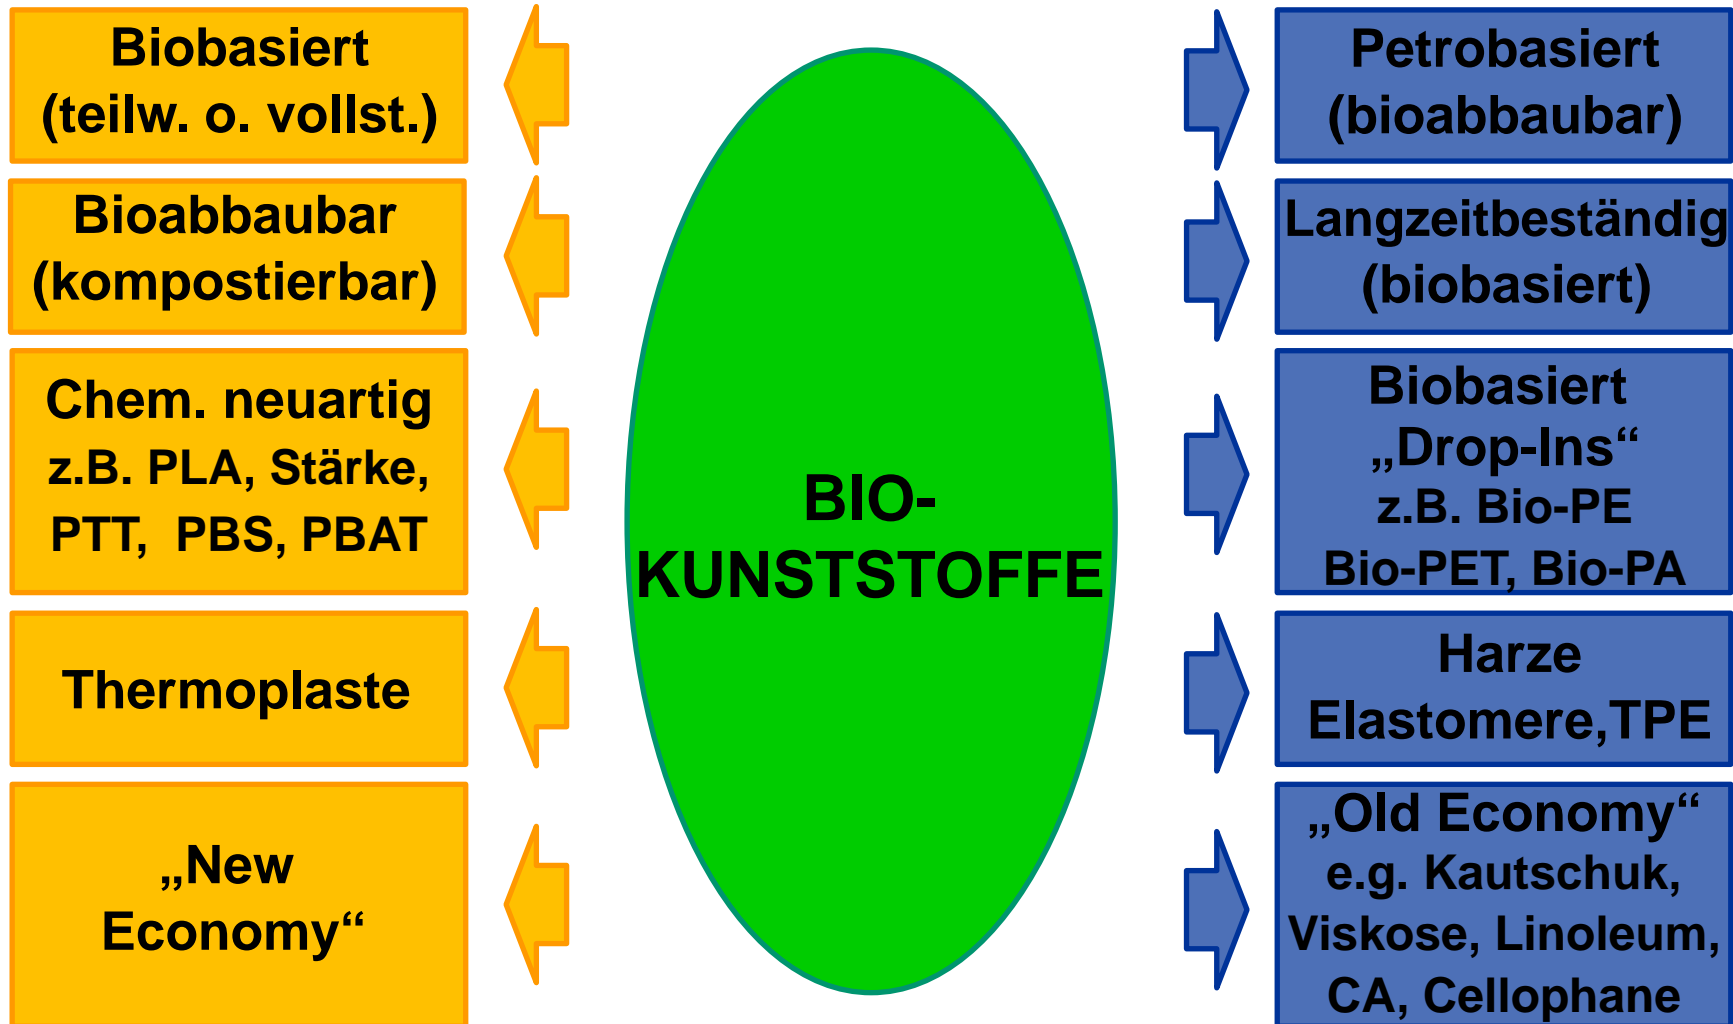 Biobasiert
(teilw. o. vollst.)
Bioabbaubar
(kompostierbar)
Chem. neuartig
z.B. PLA, Stärke,
PTT, PBS, PBAT
Thermoplaste
„New
Economy“
BIO-
KUNSTSTOFFE
Petrobasiert
(bioabbaubar)
Langzeitbeständig
(biobasiert)
Biobasiert
„Drop-Ins“
z.B. Bio-PE
Bio-PET, Bio-PA
Harze
Elastomere,TPE
„Old Economy“
e.g. Kautschuk,
Viskose, Linoleum,
CA, Cellophane